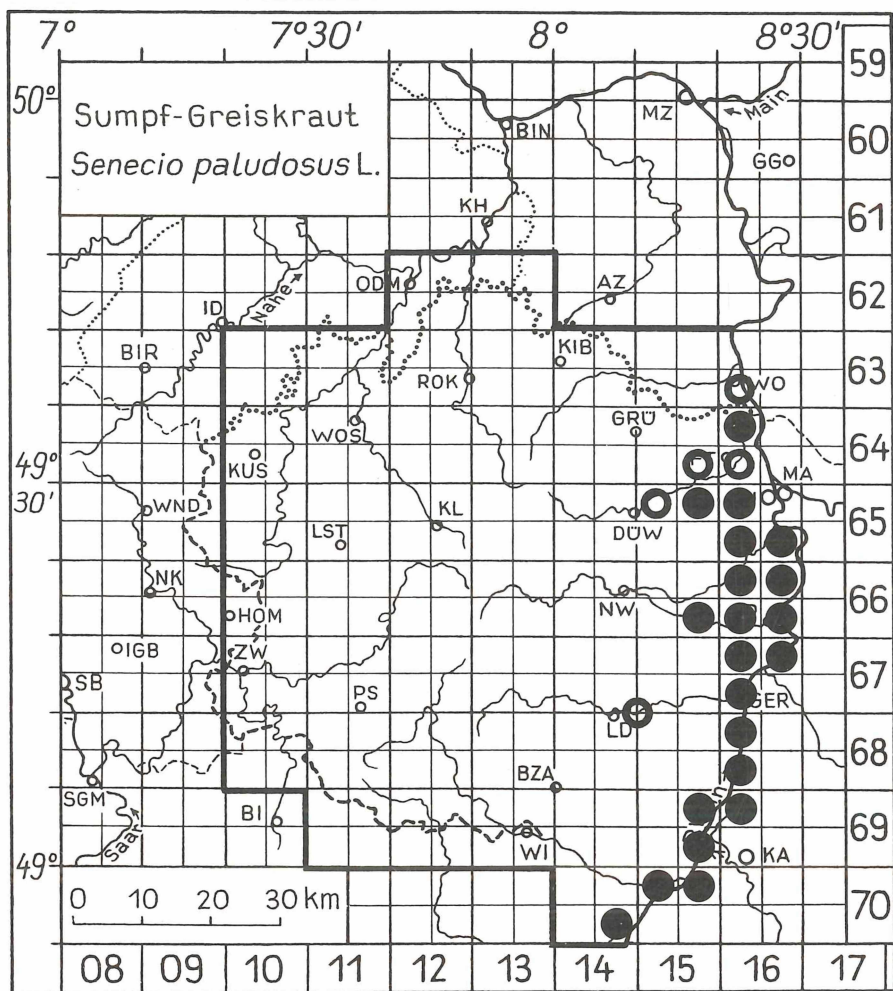 7° 7°30' 8° 8°30'
59
50°
Sumpf-Greiskraut
Senecio paludosus L.
MZ
Main
BIN
60
GG
KH
61
ODM
AZ
62
ID
Nahe
KIB
BIR
ROK
63
WO
GRÜ
WOS
64
KUS
49°
30'
MA
WND
KL
65
LST
DÜW
NK
NW
66
HOM
IGB
ZW
67
SB
PS
GER
LD
68
BZA
SGM
BI
69
Saar
WI
KA
49°
0 10 20 30 km
70
08 09 10 11 12 13 14 15 16 17